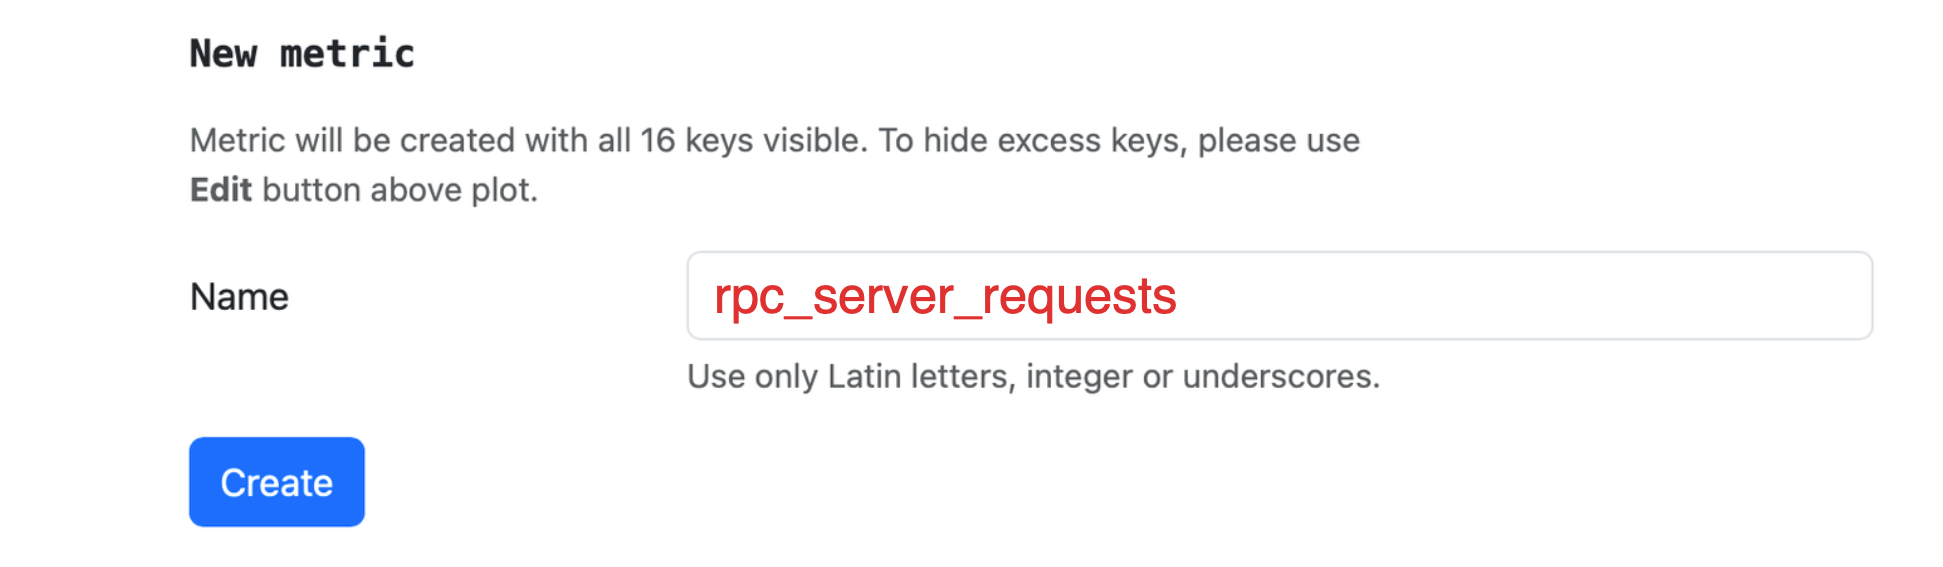 New metric
Metric will be created with all 16 keys visible. To hide excess keys, please use
Edit button above plot.
Name
rpc_server_requests
Use only Latin letters, integer or underscores.
Create